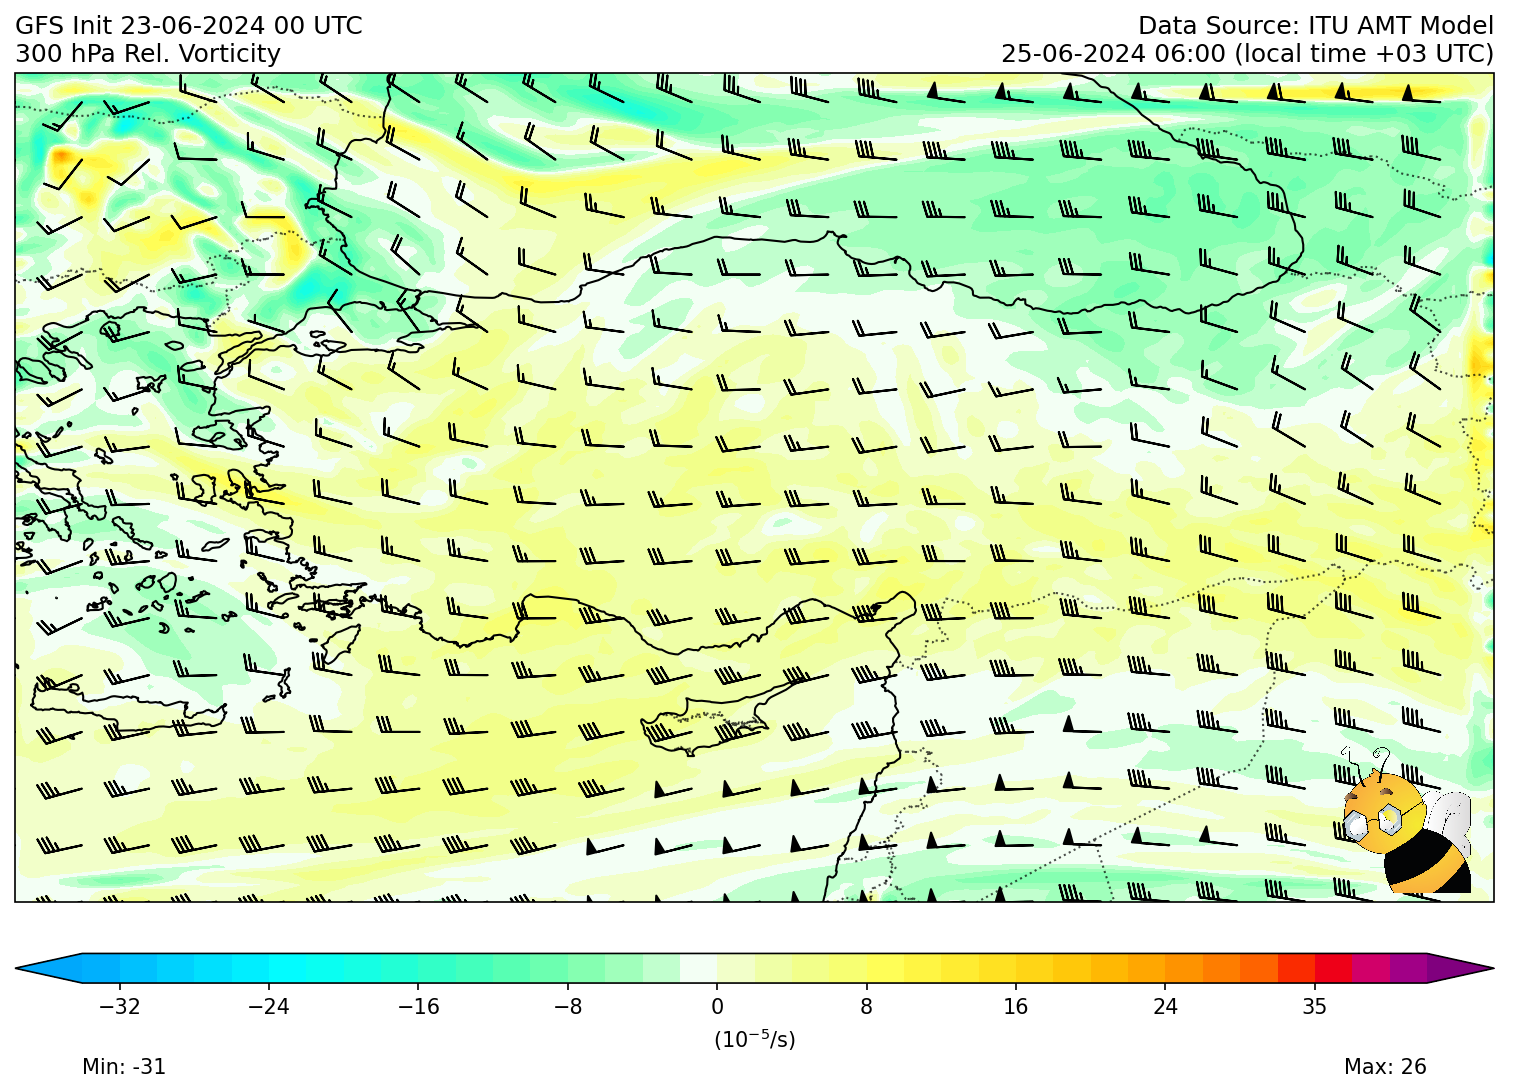 GFS Init 23-06-2024 00 UTC
Data Source: ITU AMT Model
300 hPa Rel. Vorticity
25-06-2024 06:00 (local time +03 UTC)
−32 −24 −16 −8 0 8 16 24 35
(10⁻⁵/s)
Min: -31
Max: 26